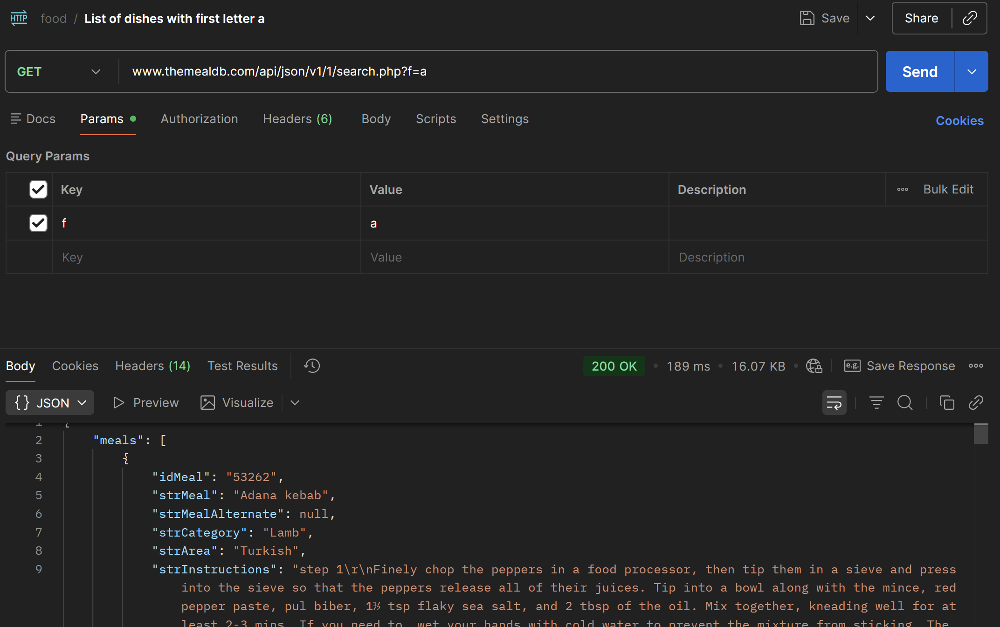 HTTP food / List of dishes with first letter a Save Share
GET www.themealdb.com/api/json/v1/1/search.php?f=a Send
Docs Params Authorization Headers (6) Body Scripts Settings Cookies
Query Params
Key Value Description Bulk Edit
f a
Key Value Description
Body Cookies Headers (14) Test Results 200 OK 189 ms 16.07 KB e.g. Save Response
{} JSON Preview Visualize
1 {
2 "meals": [
3 {
4 "idMeal": "53262",
5 "strMeal": "Adana kebab",
6 "strMealAlternate": null,
7 "strCategory": "Lamb",
8 "strArea": "Turkish",
9 "strInstructions": "step 1\r\nFinely chop the peppers in a food processor, then tip them in a sieve and press
into the sieve so that the peppers release all of their juices. Tip into a bowl along with the mince, red
pepper paste, pul biber, 1½ tsp flaky sea salt, and 2 tbsp of the oil. Mix together, kneading well for at
least 2-3 mins. If you need to, wet your hands with cold water to prevent the mixture from sticking. The